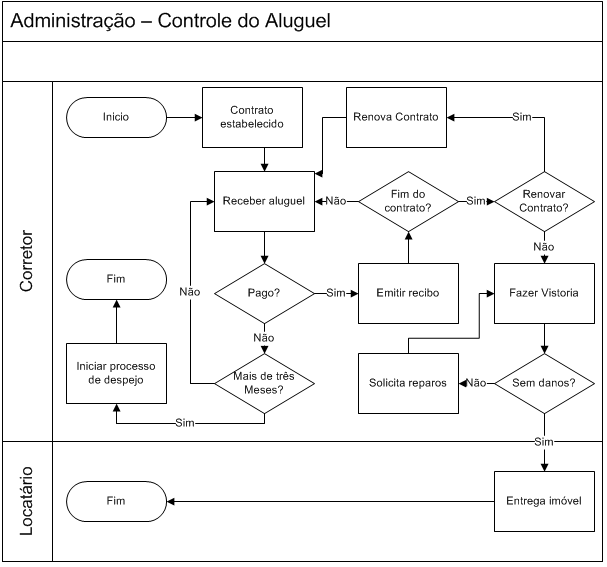 Administração – Controle do Aluguel
Corretor
Inicio
Contrato
estabelecido
Renova Contrato
Sim
Receber aluguel
Não
Fim do
contrato?
Sim
Renovar
Contrato?
Não
Fim
Não
Pago?
Sim
Emitir recibo
Fazer Vistoria
Não
Iniciar processo
de despejo
Mais de três
Meses?
Solicita reparos
Não
Sem danos?
Sim
Sim
Locatário
Fim
Entrega imóvel